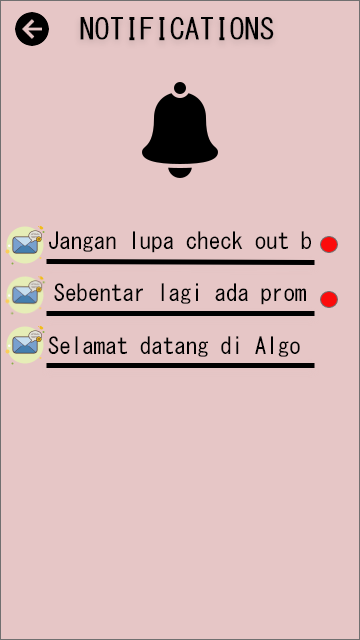 NOTIFICATIONS
Jangan lupa check out b
Sebentar lagi ada prom
Selamat datang di Algo